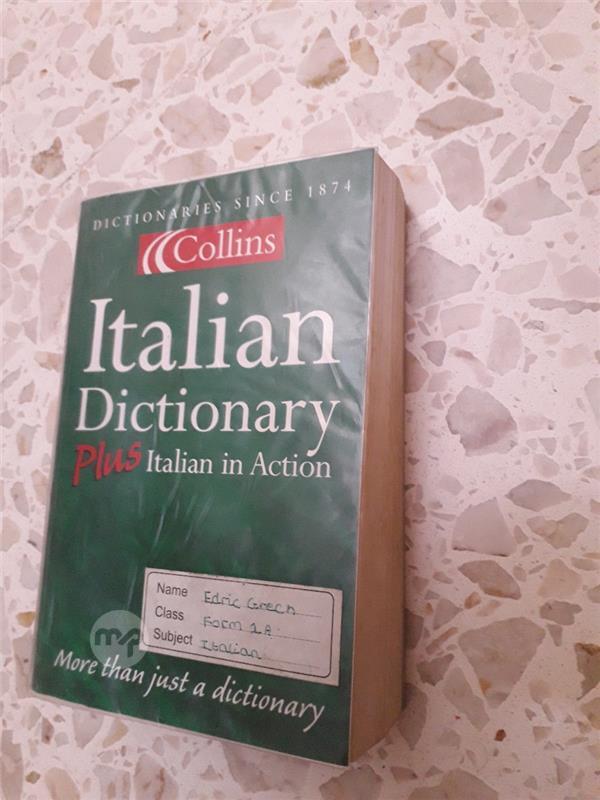 DICTIONARIES SINCE 1874
Collins
Italian
Dictionary
Plus Italian in Action
Name Edric Grech
Class Form 1A
Subject Italian
More than just a dictionary